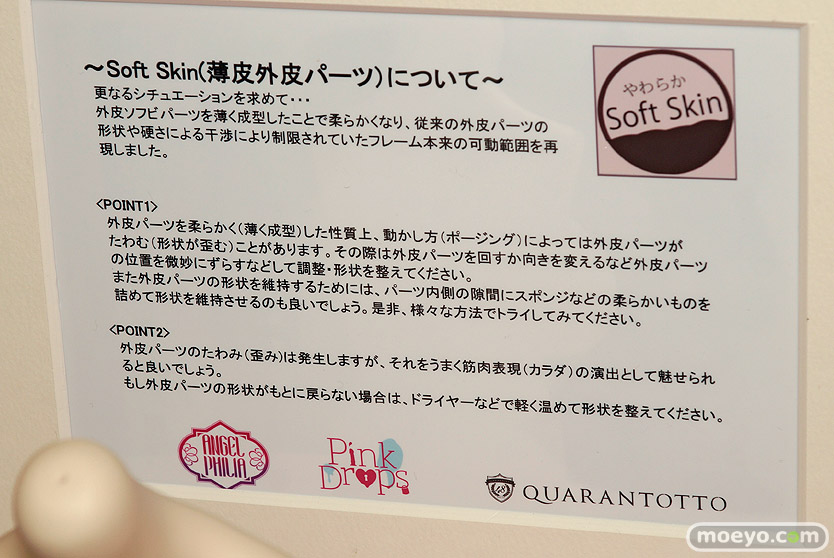 ～Soft Skin(薄皮外皮パーツ)について～
更なるシチュエーションを求めて・・・
外皮ソフビパーツを薄く成型したことで柔らかくなり、従来の外皮パーツの
形状や硬さによる干渉により制限されていたフレーム本来の可動範囲を再
現しました。
やわらか
Soft Skin
<POINT1>
外皮パーツを柔らかく(薄く成型)した性質上、動かし方(ポージング)によっては外皮パーツが
たわむ(形状が歪む)ことがあります。その際は外皮パーツを回すか向きを変えるなど外皮パーツ
の位置を微妙にずらすなどして調整・形状を整えてください。
また外皮パーツの形状を維持するためには、パーツ内側の隙間にスポンジなどの柔らかいものを
詰めて形状を維持させるのも良いでしょう。是非、様々な方法でトライしてみてください。
<POINT2>
外皮パーツのたわみ(歪み)は発生しますが、それをうまく筋肉表現(カラダ)の演出として魅せられ
ると良いでしょう。
もし外皮パーツの形状がもとに戻らない場合は、ドライヤーなどで軽く温めて形状を整えてください。
ANGEL
PHILIA
Pink
Drops
QUARANTOTTO
moeyo.com